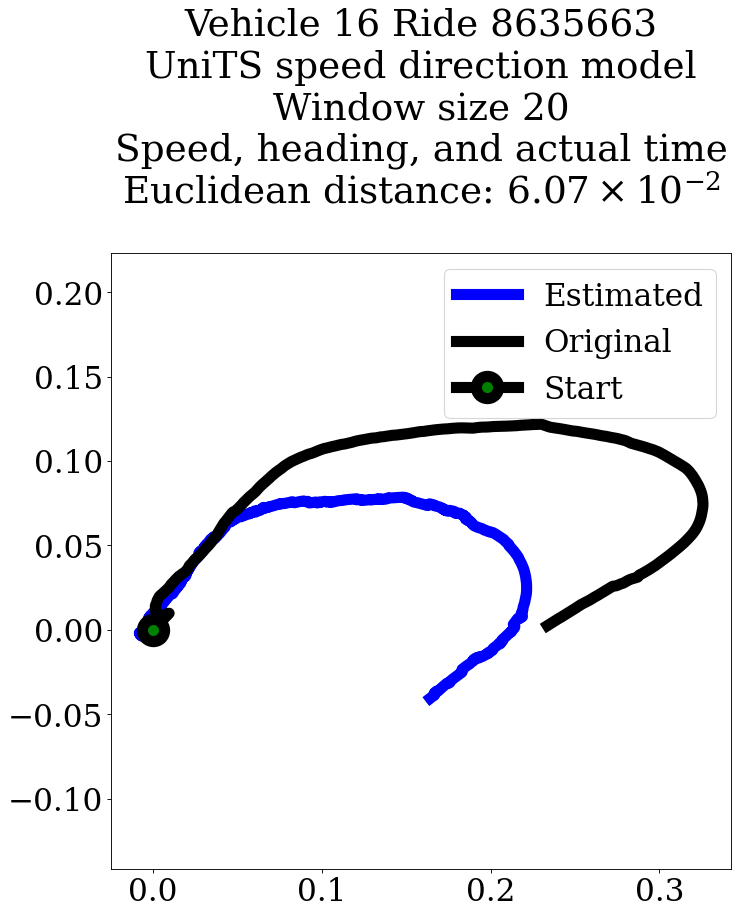 Vehicle 16 Ride 8635663
UniTS speed direction model
Window size 20
Speed, heading, and actual time
Euclidean distance: 6.07 × 10⁻²
Estimated
Original
Start
0.20
0.15
0.10
0.05
0.00
−0.05
−0.10
0.0 0.1 0.2 0.3